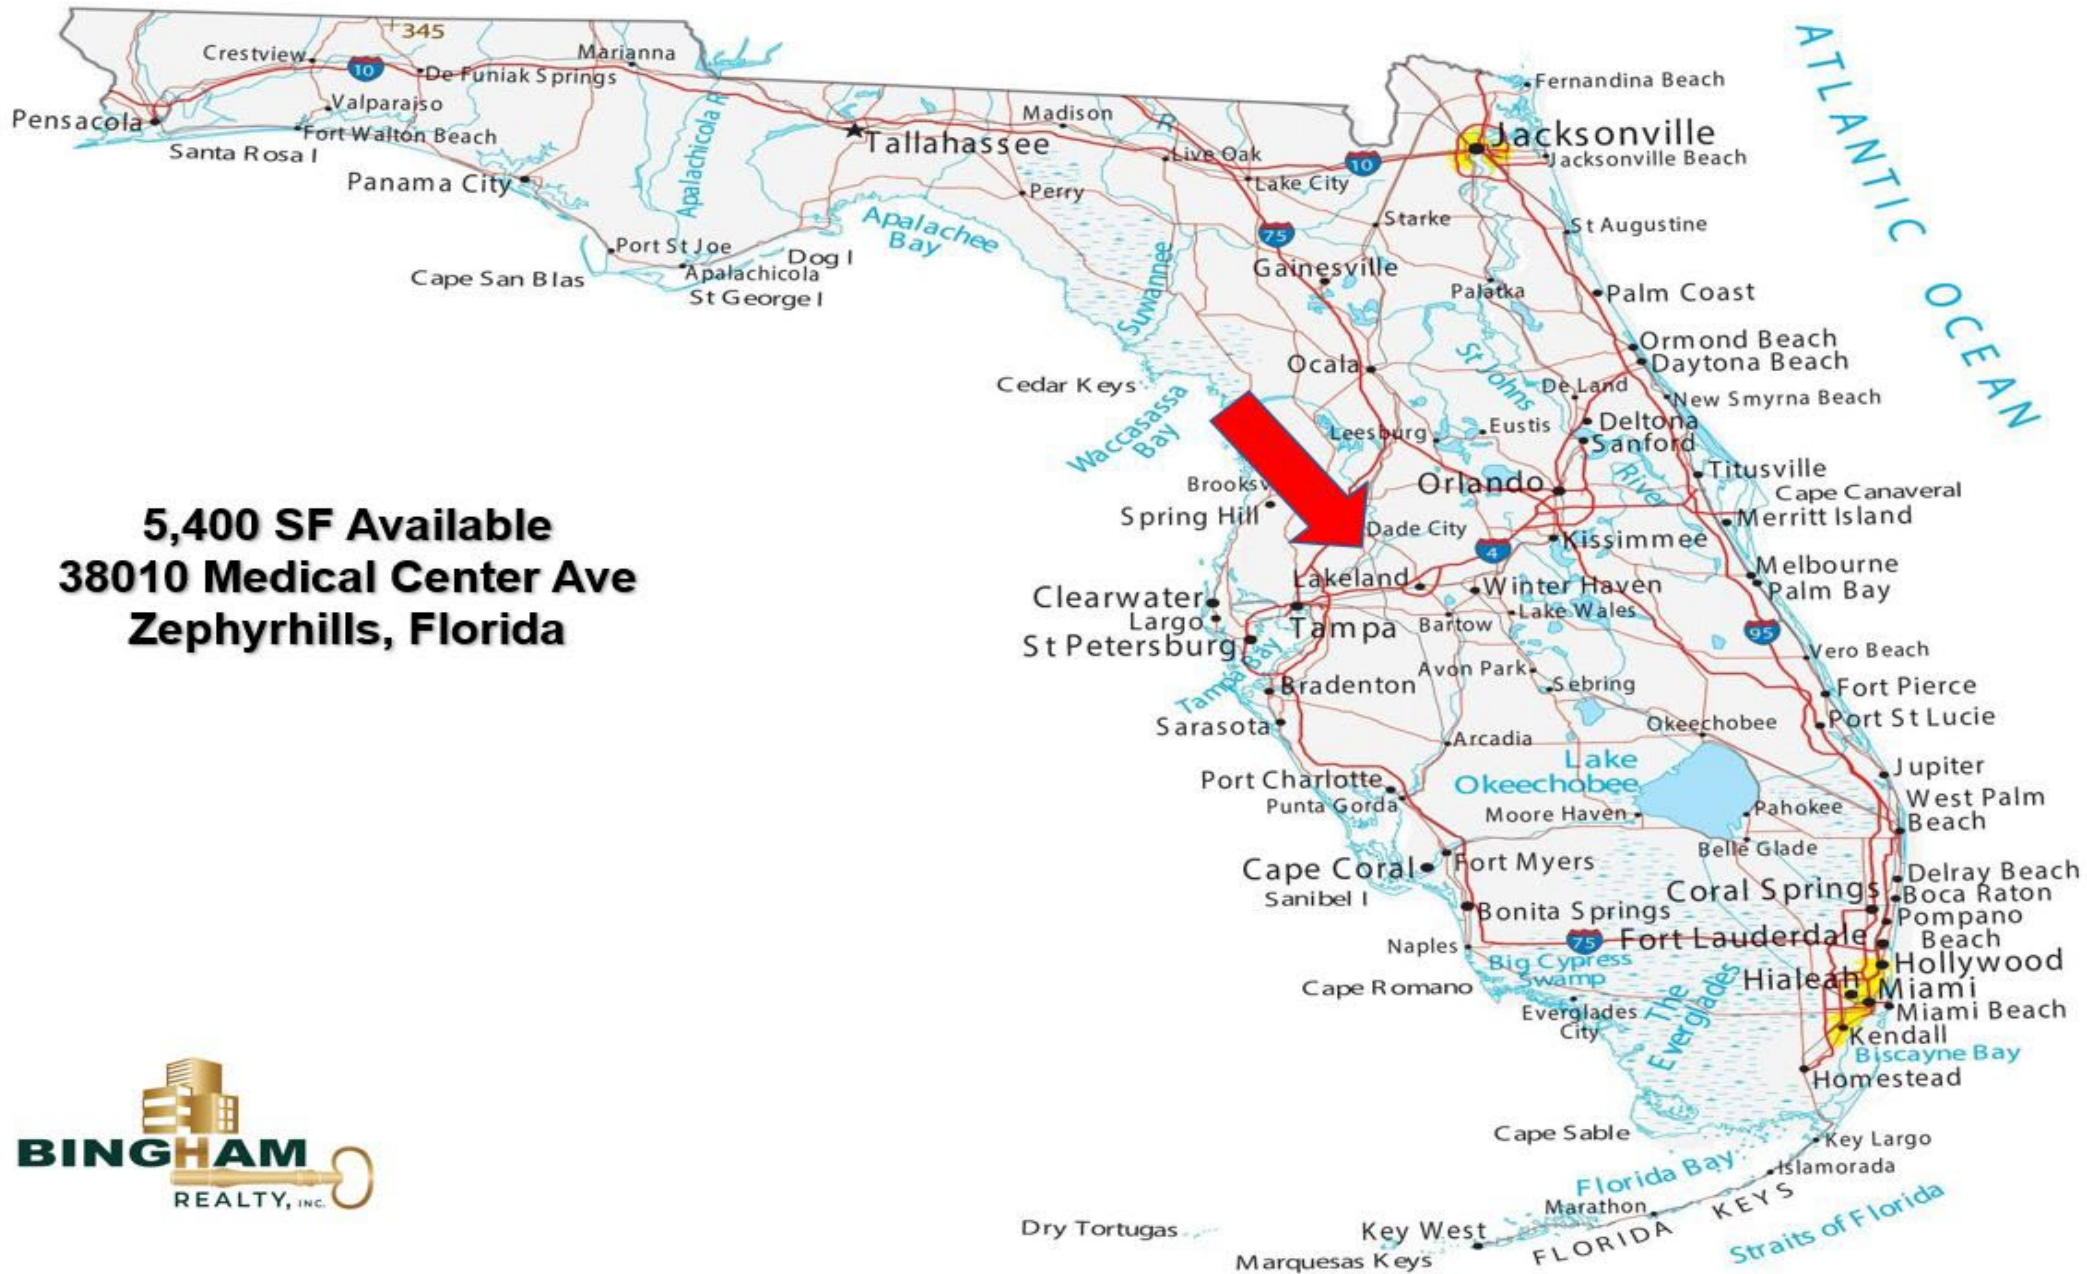 345
Crestview
Marianna
10
De Funiak Springs
Valparaiso
Pensacola
Fort Walton Beach
Santa Rosa I
Panama City
Apalachicola R
Tallahassee
Madison
R
Live Oak
Lake City
10
Fernandina Beach
Jacksonville
Jacksonville Beach
Perry
Apalachee
Bay
Port St Joe
Dog I
Apalachicola
St George I
Cape San Blas
Suwannee
75
Starke
St Augustine
Gainesville
Palatka
Palm Coast
ATLANTIC OCEAN
Ormond Beach
Daytona Beach
Ocala
St Johns
River
De Land
New Smyrna Beach
Cedar Keys
Waccasassa
Bay
Leesburg
Eustis
Deltona
Sanford
Titusville
Orlando
Cape Canaveral
Merritt Island
Brooksv
Spring Hill
Dade City
4
Kissimmee
5,400 SF Available
38010 Medical Center Ave
Zephyrhills, Florida
Melbourne
Palm Bay
Lakeland
Winter Haven
Clearwater
Largo
Tampa
Bartow
Lake Wales
St Petersburg
Tampa Bay
95
Vero Beach
Avon Park
Sebring
Bradenton
Fort Pierce
Sarasota
Okeechobee
Port St Lucie
Arcadia
Lake
Okeechobee
Jupiter
Port Charlotte
Punta Gorda
Moore Haven
Pahokee
West Palm
Beach
Belle Glade
Cape Coral
Fort Myers
Sanibel I
Delray Beach
Coral Springs
Boca Raton
Bonita Springs
Pompano
Beach
Naples
75
Fort Lauderdale
Big Cypress
Swamp
Hollywood
Hialeah
Miami
Cape Romano
The
Everglades
Everglades
City
Miami Beach
Kendall
Biscayne Bay
Homestead
Cape Sable
Key Largo
Florida Bay
Islamorada
Marathon
FLORIDA KEYS
Straits of Florida
Dry Tortugas
Key West
Marquesas Keys
BINGHAM
REALTY, INC.